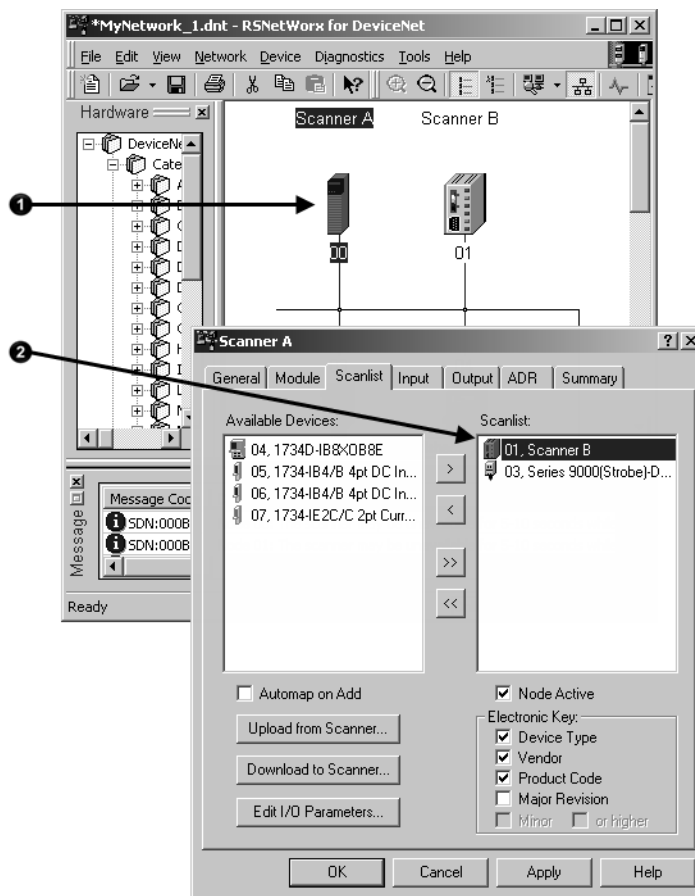 *MyNetwork_1.dnt - RSNetWorx for DeviceNet
File Edit View Network Device Diagnostics Tools Help
Hardware
DeviceNe
Cate
Scanner A
Scanner B
00
01
1
2
Scanner A
General Module Scanlist Input Output ADR Summary
Available Devices:
04, 1734D-IB8XOB8E
05, 1734-IB4/B 4pt DC In...
06, 1734-IB4/B 4pt DC In...
07, 1734-IE2C/C 2pt Curr...
>
<
>>
<<
Scanlist:
01, Scanner B
03, Series 9000(Strobe)-D...
Automap on Add
Upload from Scanner...
Download to Scanner...
Edit I/O Parameters...
Node Active
Electronic Key:
Device Type
Vendor
Product Code
Major Revision
Minor
or higher
OK Cancel Apply Help
Message
Message Coc
SDN:000B
SDN:000B
Ready